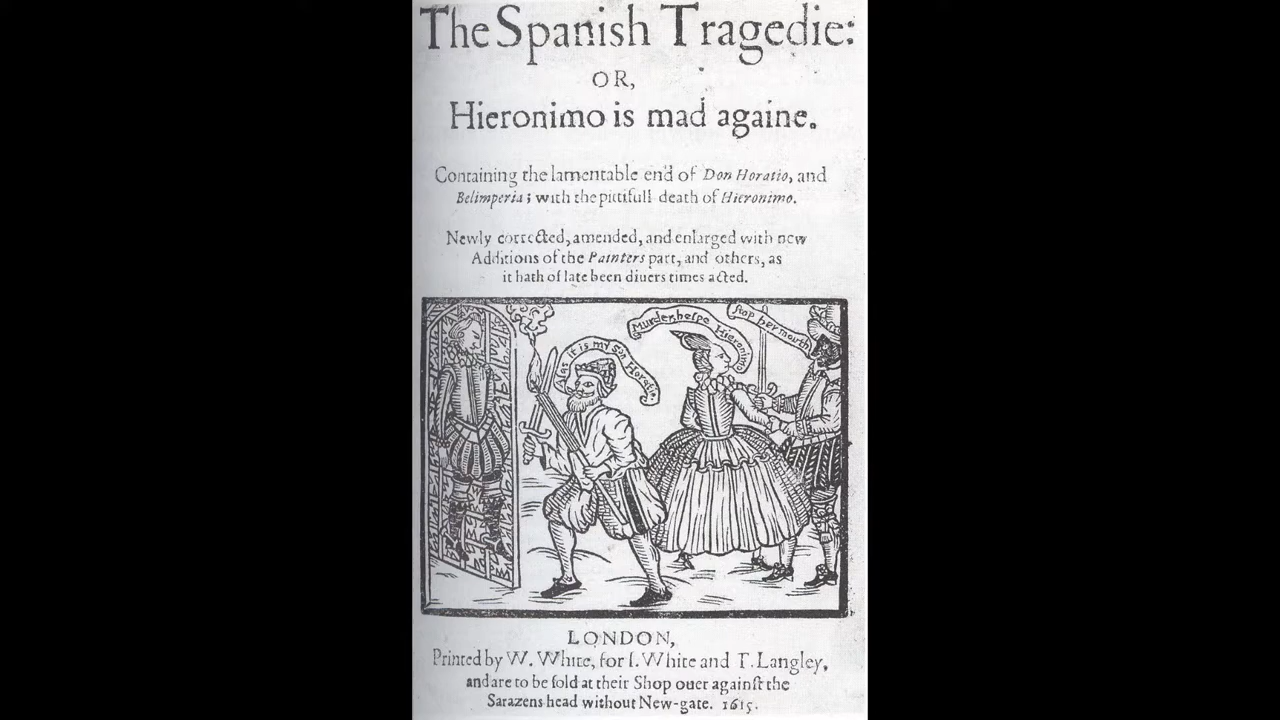 The Spanish Tragedie:
OR,
Hieronimo is mad againe.
Containing the lamentable end of Don Horatio, and
Belimperia; with the pittifull death of Hieronimo.
Newly corrected, amended, and enlarged with new
Additions of the Painters part, and others, as
it hath of late been diuers times acted.
Alas it is my son Horatio
Murder, helpe Hieronimo
Stop her mouth
LONDON,
Printed by W. White, for I. White and T. Langley,
and are to be ſold at their Shop ouer againſt the
Sarazens head without New-gate. 1615.